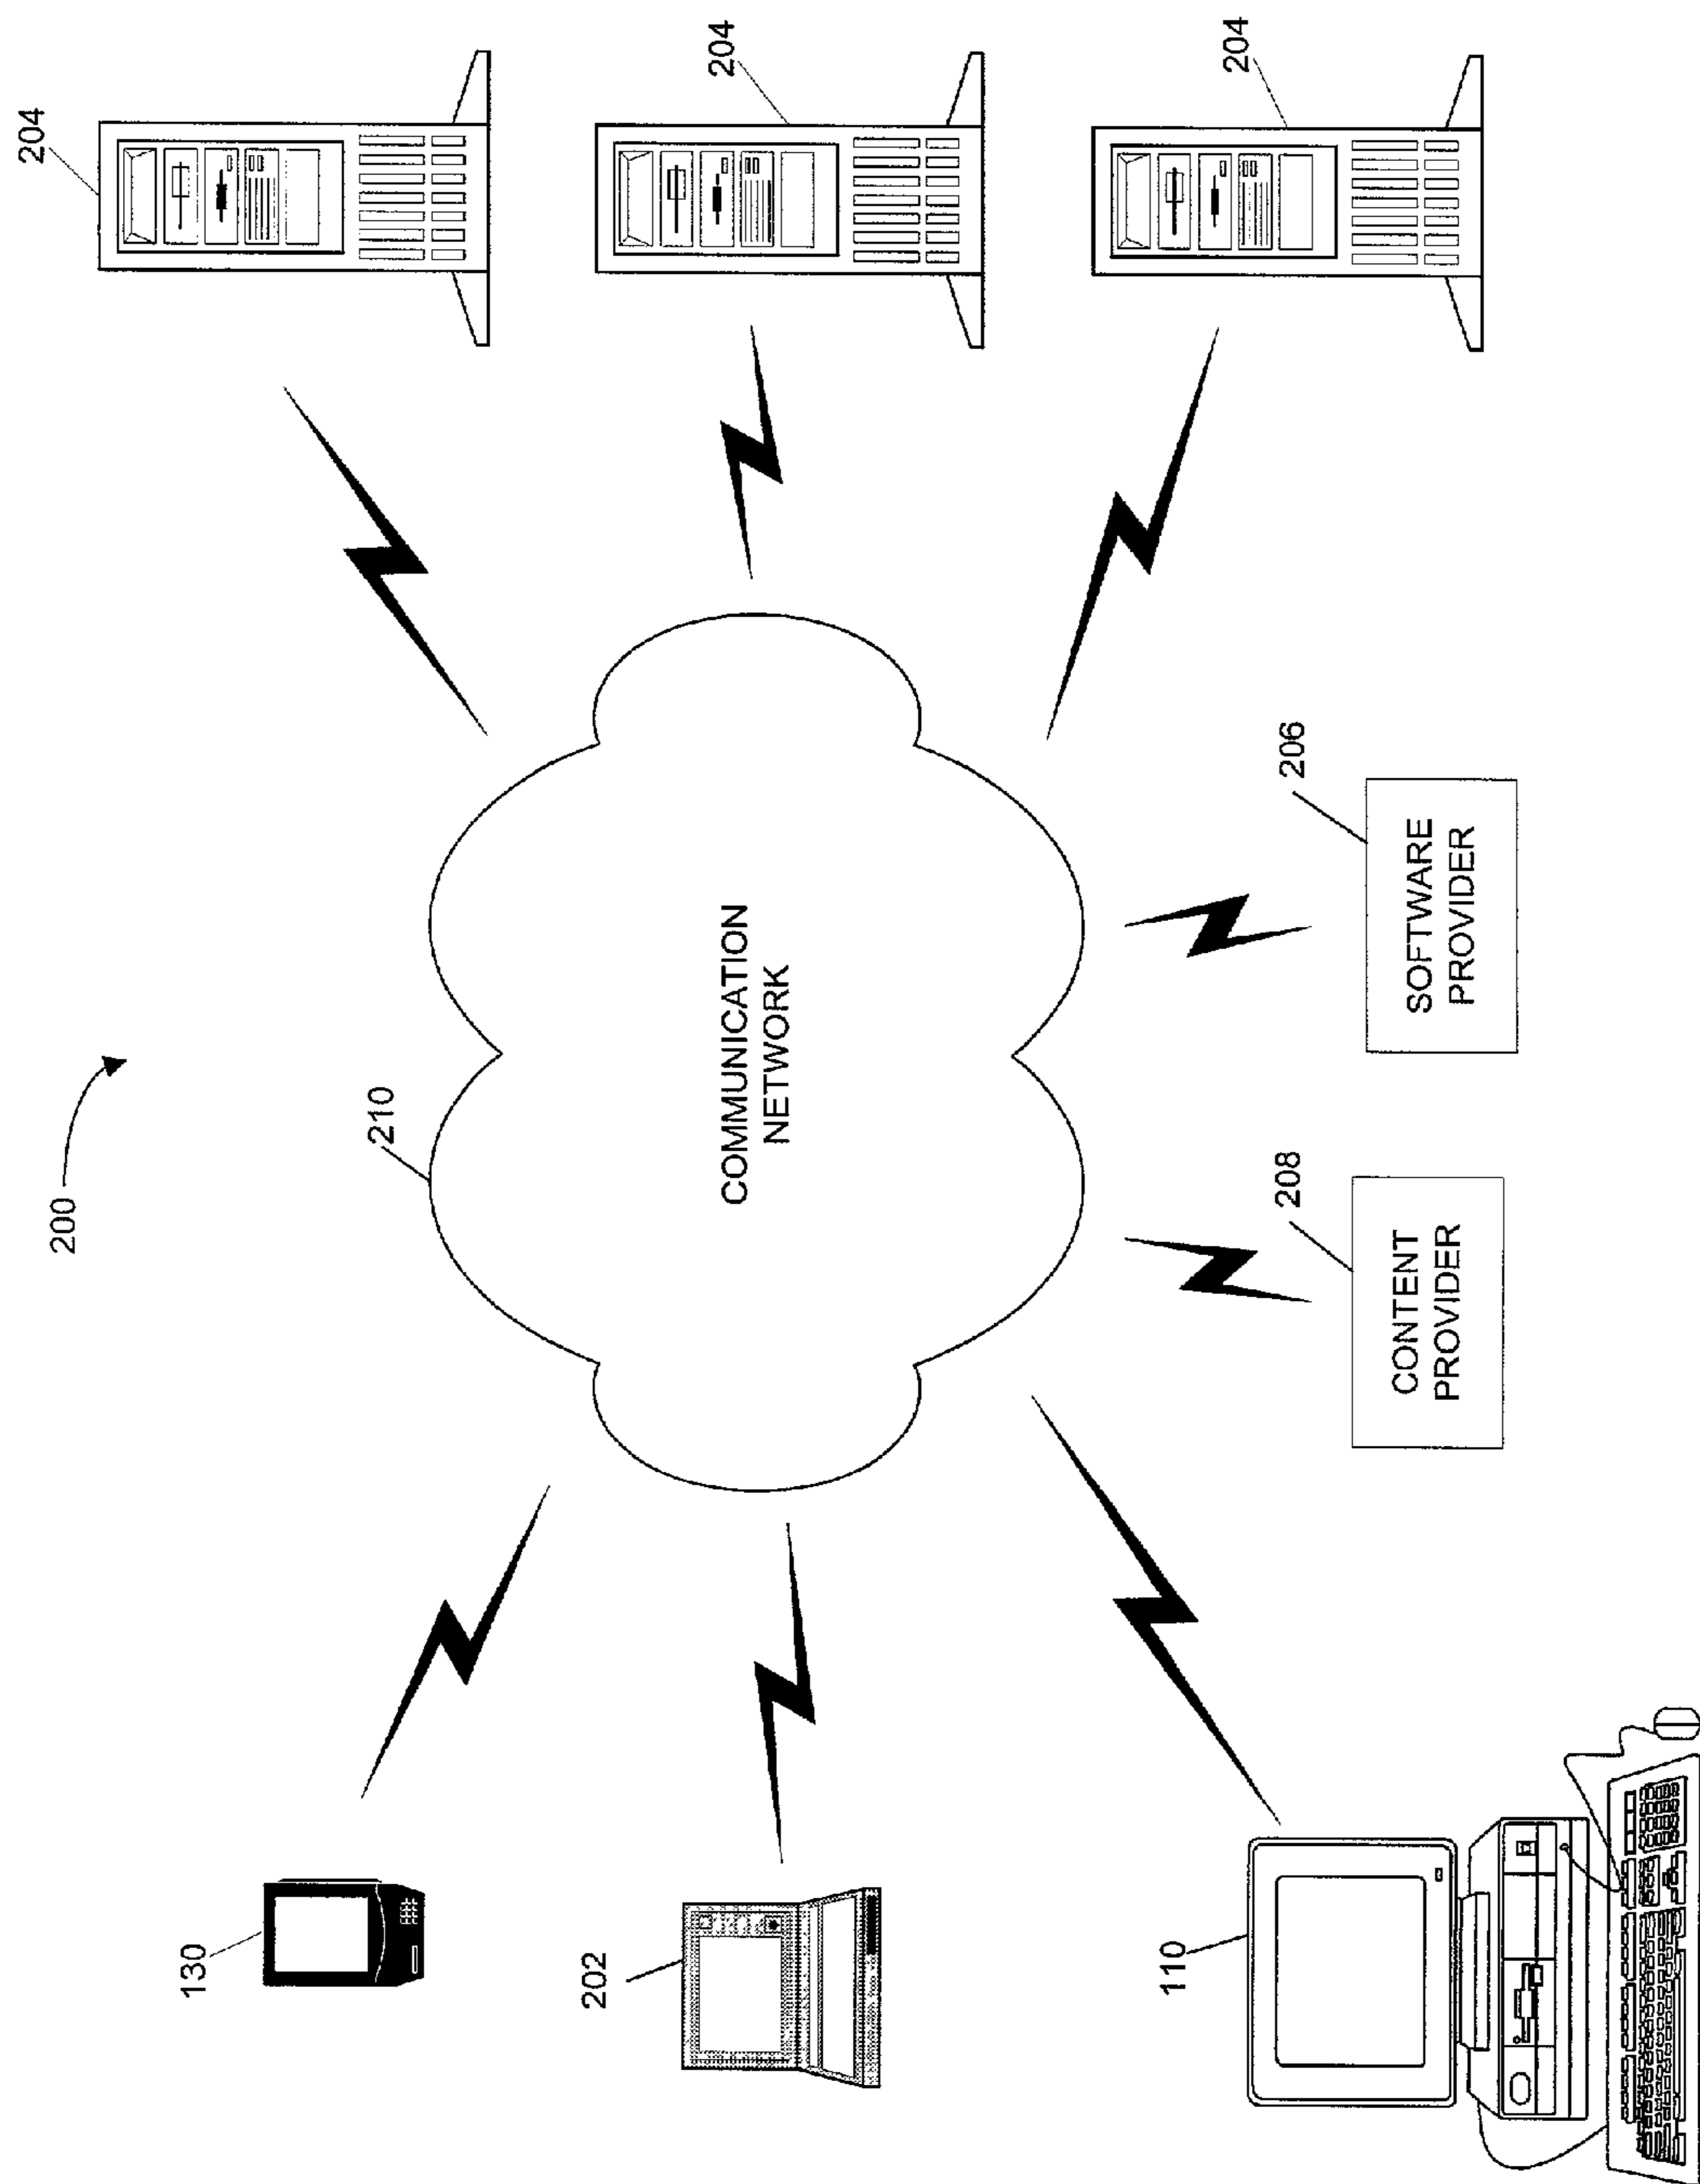 200
130
202
110
210
COMMUNICATION
NETWORK
204
204
204
208
CONTENT
PROVIDER
206
SOFTWARE
PROVIDER